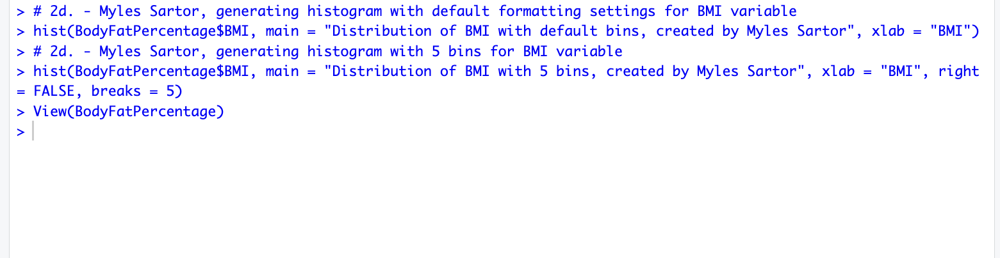 > # 2d. - Myles Sartor, generating histogram with default formatting settings for BMI variable
> hist(BodyFatPercentage$BMI, main = "Distribution of BMI with default bins, created by Myles Sartor", xlab = "BMI")
> # 2d. - Myles Sartor, generating histogram with 5 bins for BMI variable
> hist(BodyFatPercentage$BMI, main = "Distribution of BMI with 5 bins, created by Myles Sartor", xlab = "BMI", right
= FALSE, breaks = 5)
> View(BodyFatPercentage)
>